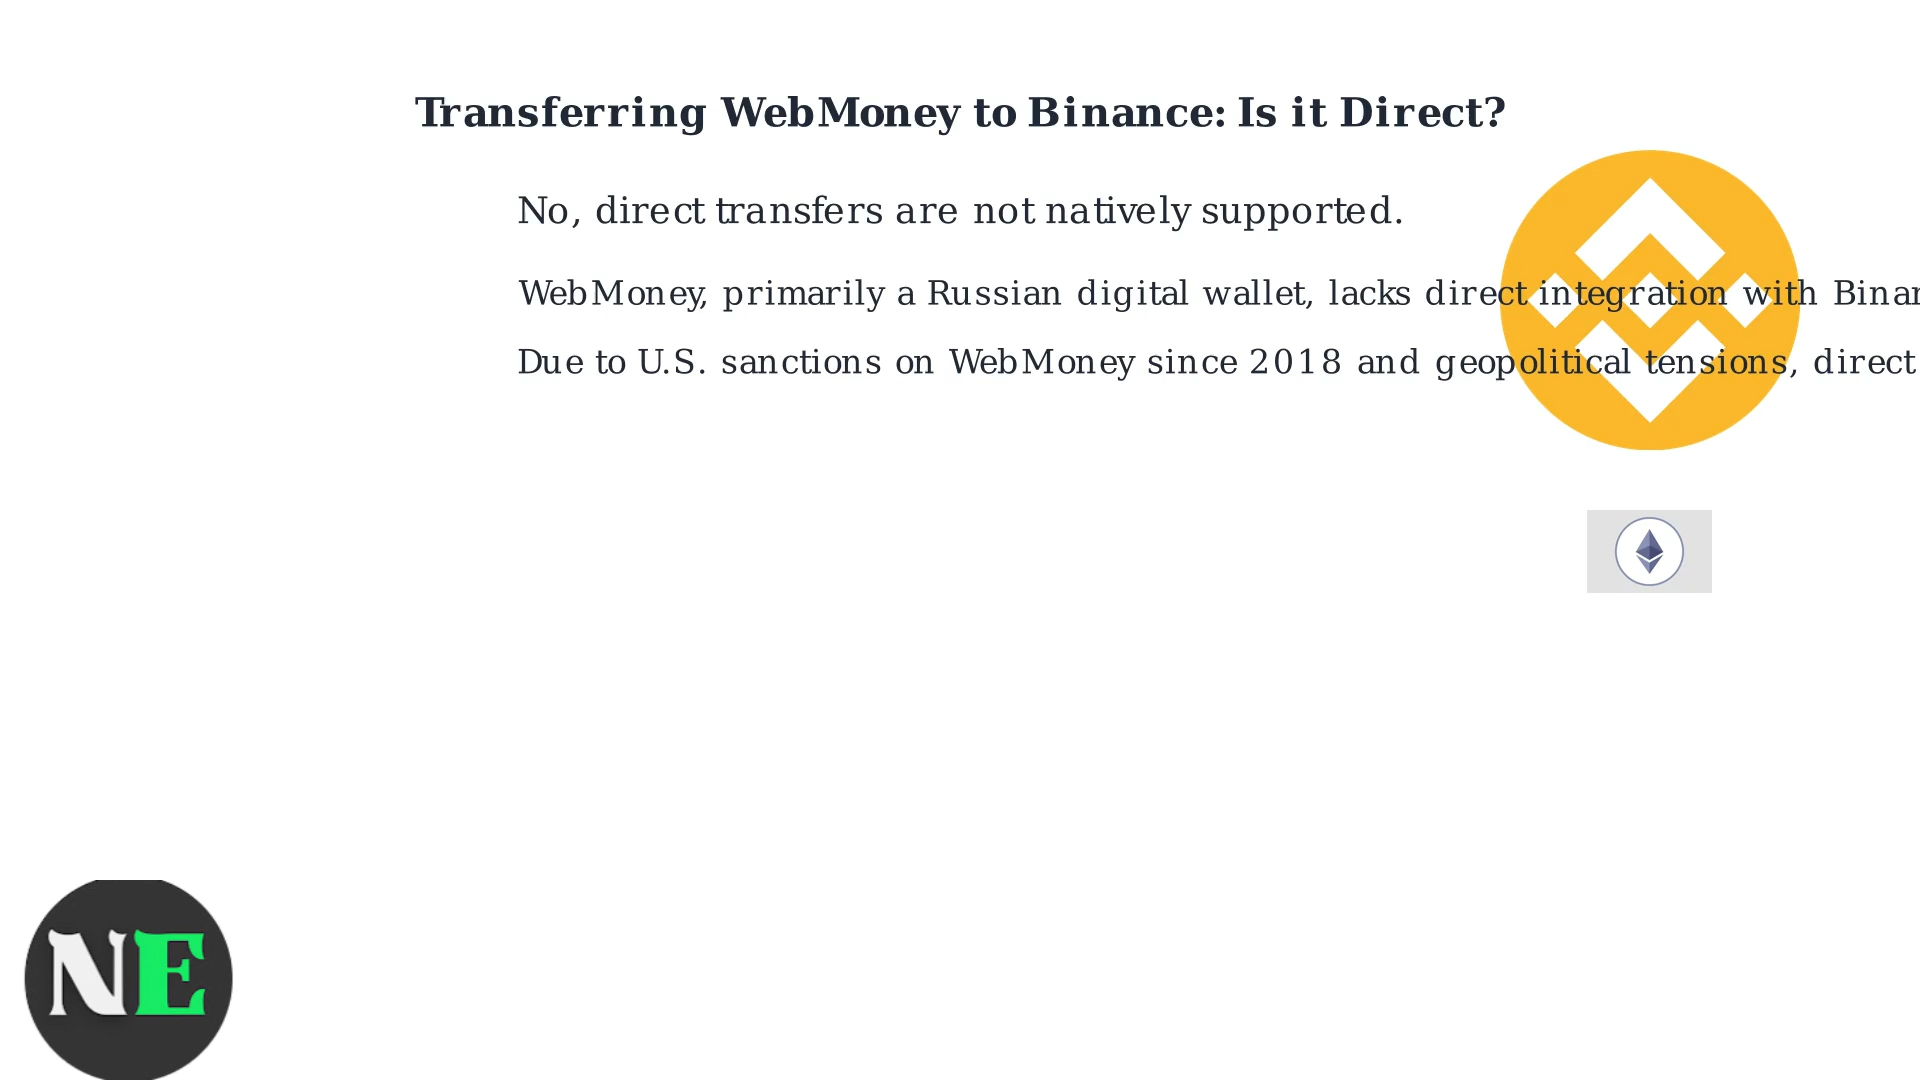 Transferring WebMoney to Binance: Is it Direct?
No, direct transfers are not natively supported.
WebMoney, primarily a Russian digital wallet, lacks direct integration with
Due to U.S. sanctions on WebMoney since 2018 and geopolitical tensions, direct
NE